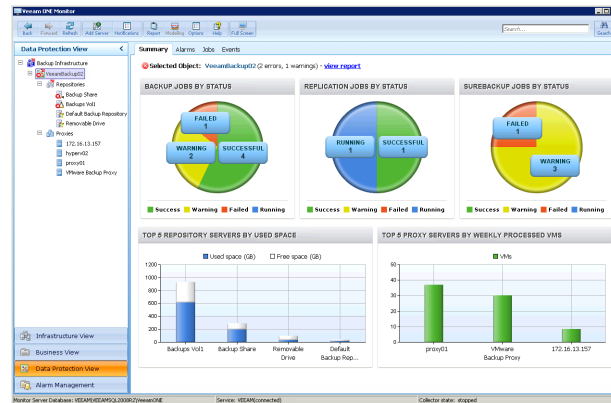 Veeam ONE Monitor
Back Forward Refresh Add Server Notifications Report Modelling Options Help Full Screen Search... Search
Data Protection View
Summary Alarms Jobs Events
Backup Infrastructure
VeeamBackup02
Repositories
Backup Share
Backups Vol1
Default Backup Repository
Removable Drive
Proxies
172.16.13.157
hyperv02
proxy01
VMware Backup Proxy
Selected Object: VeeamBackup02 (2 errors, 1 warnings) - view report
BACKUP JOBS BY STATUS
FAILED
1
WARNING
2
SUCCESSFUL
4
Success Warning Failed Running
REPLICATION JOBS BY STATUS
RUNNING
1
SUCCESSFUL
1
Success Warning Failed Running
SUREBACKUP JOBS BY STATUS
FAILED
1
WARNING
3
Success Warning Failed Running
TOP 5 REPOSITORY SERVERS BY USED SPACE
Used space (GB) Free space (GB)
1200
1000
800
600
400
200
0
Backups Vol1 Backup Share Removable Drive Default Backup Rep...
TOP 5 PROXY SERVERS BY WEEKLY PROCESSED VMS
VMs
50
40
30
20
10
0
proxy01 VMware Backup Proxy 172.16.13.157
Infrastructure View
Business View
Data Protection View
Alarm Management
Monitor Server Database: VEEAM\VEEAMSQL2008R2\VeeamONE Service: VEEAM(connected) Collector state: stopped